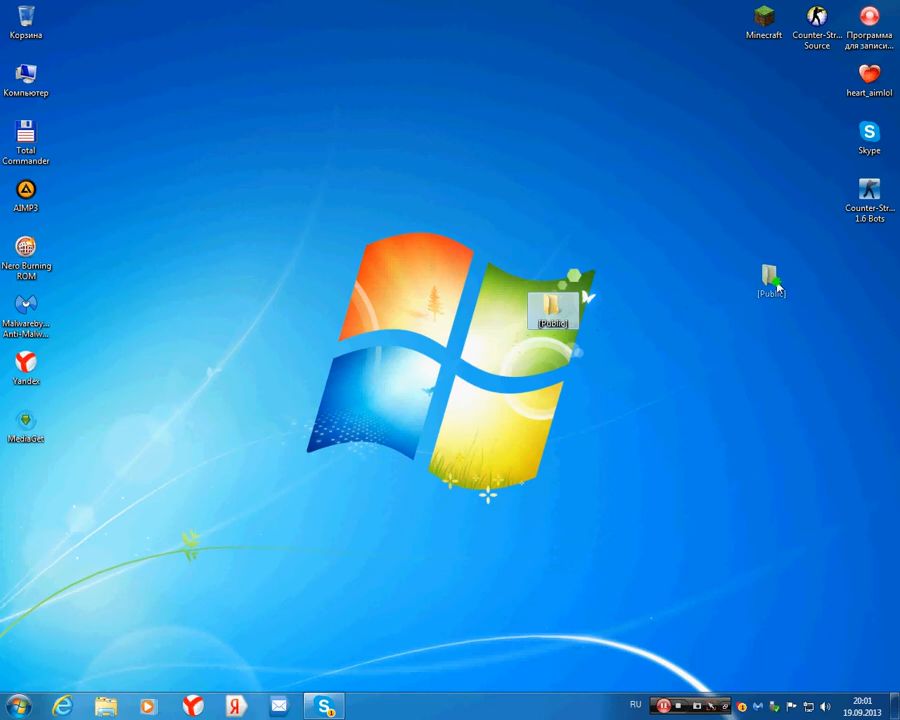 Корзина
Компьютер
Total
Commander
AIMP3
Nero Burning
ROM
Malwareby...
Anti-Malw...
Yandex
MediaGet
Minecraft
Counter-Str...
Source
Программа
для записи...
heart_aimlol
Skype
Counter-Str...
1.6 Bots
[Public]
[Public]
RU
20:01
19.09.2013